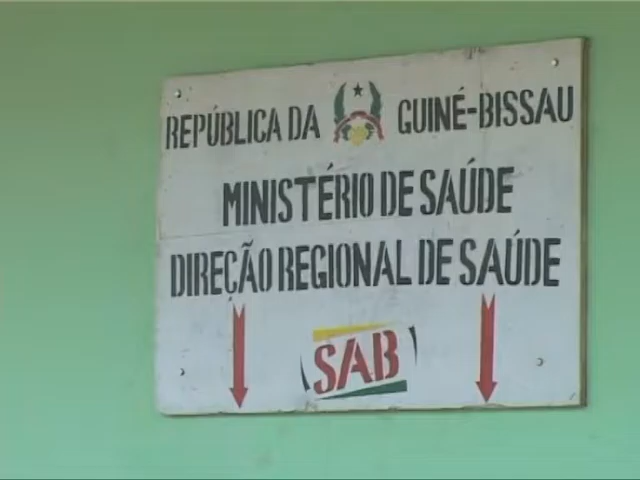 REPÚBLICA DA GUINÉ-BISSAU
MINISTÉRIO DE SAÚDE
DIREÇÃO REGIONAL DE SAÚDE
SAB